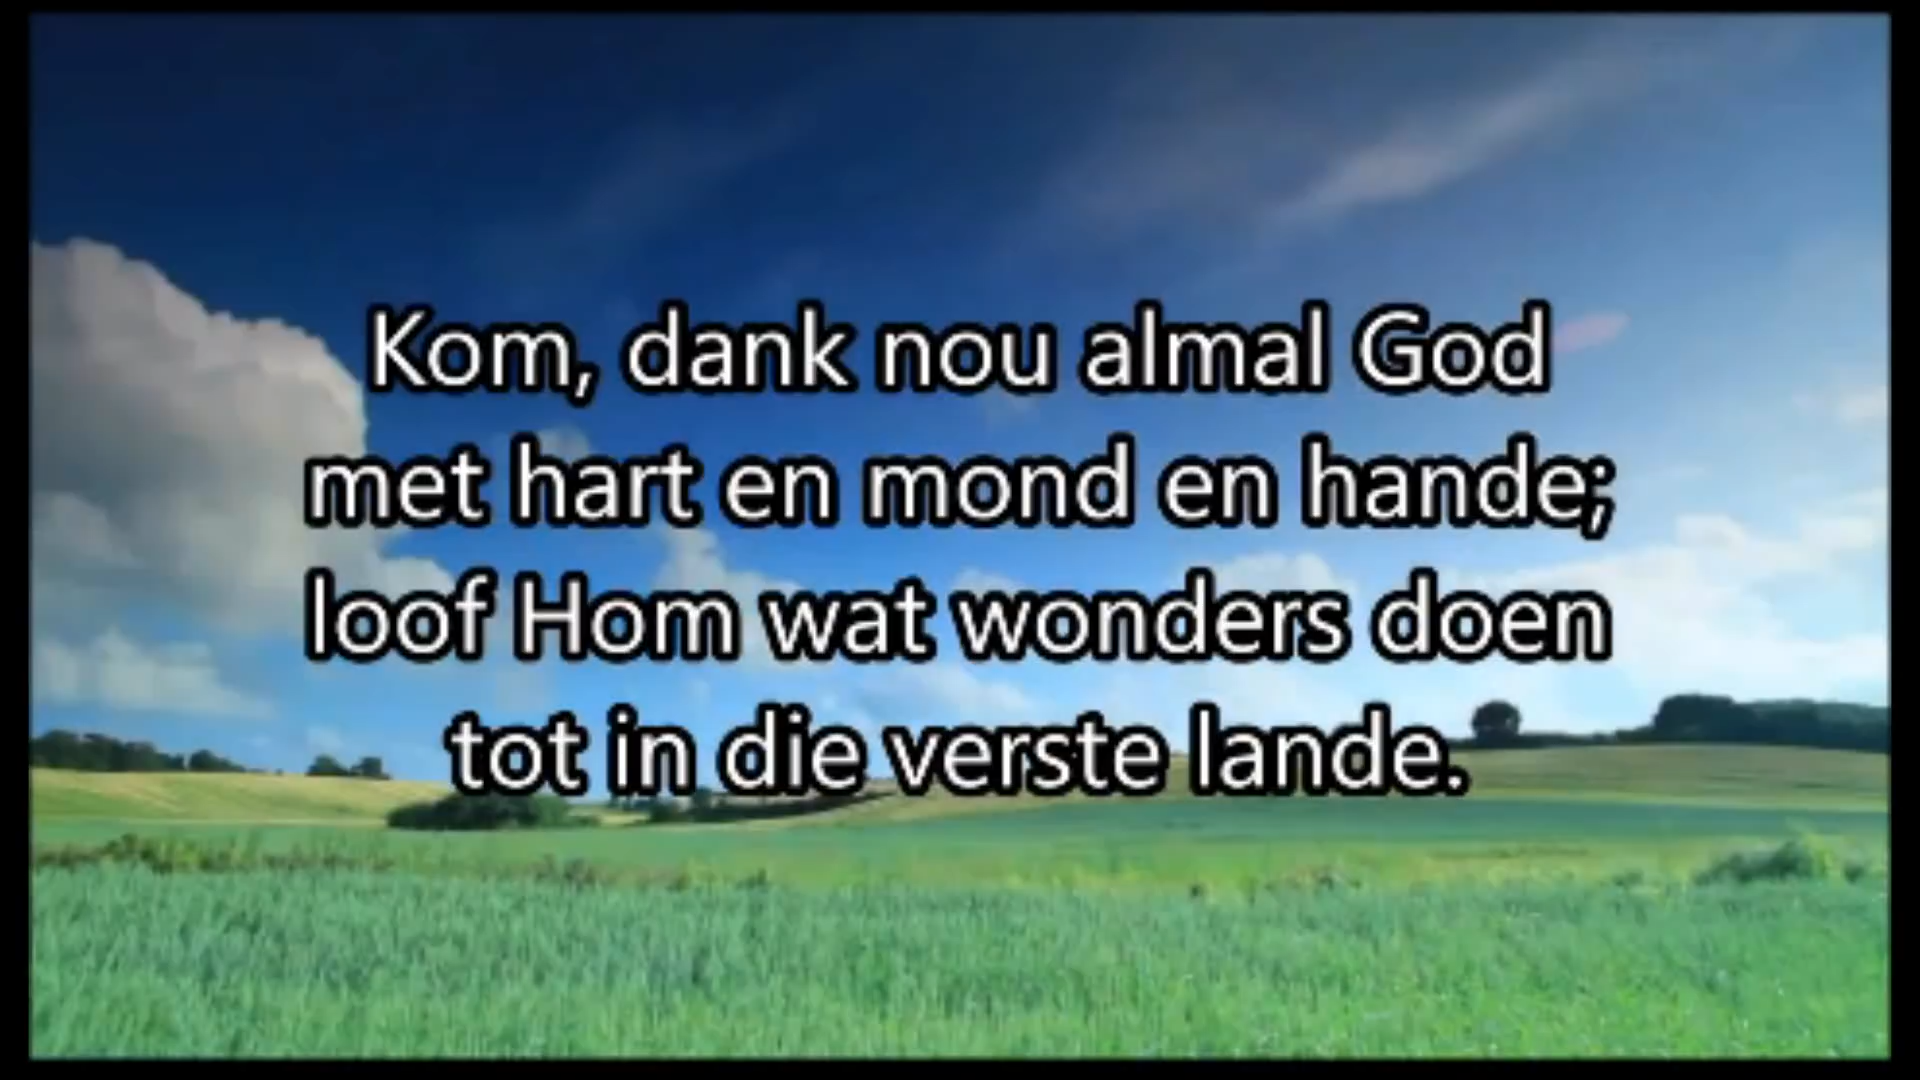 Kom, dank nou almal God
met hart en mond en hande;
loof Hom wat wonders doen
tot in die verste lande.